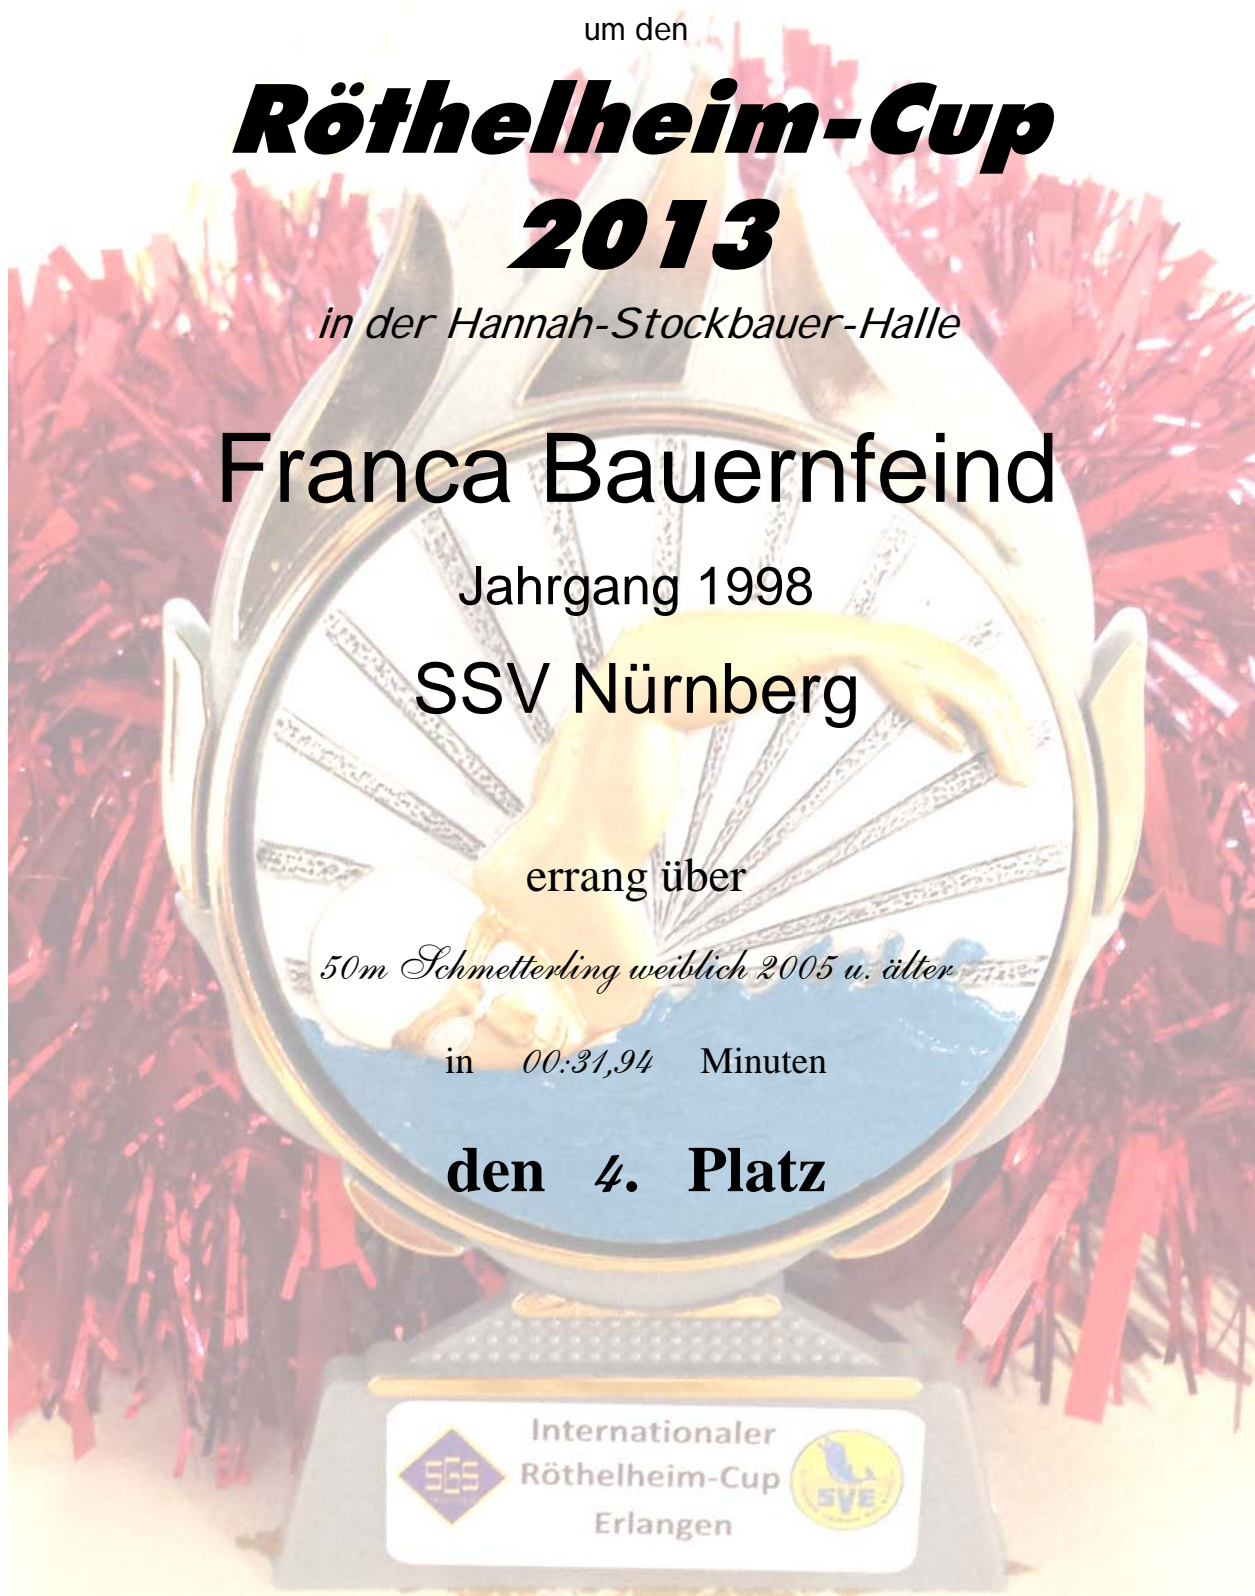 um den
Röthelheim-Cup
2013
in der Hannah-Stockbauer-Halle
Franca Bauernfeind
Jahrgang 1998
SSV Nürnberg
errang über
50m Schmetterling weiblich 2005 u. älter
in 00:31,94 Minuten
den 4. Platz
Internationaler
SGS Röthelheim-Cup SVE
Erlangen